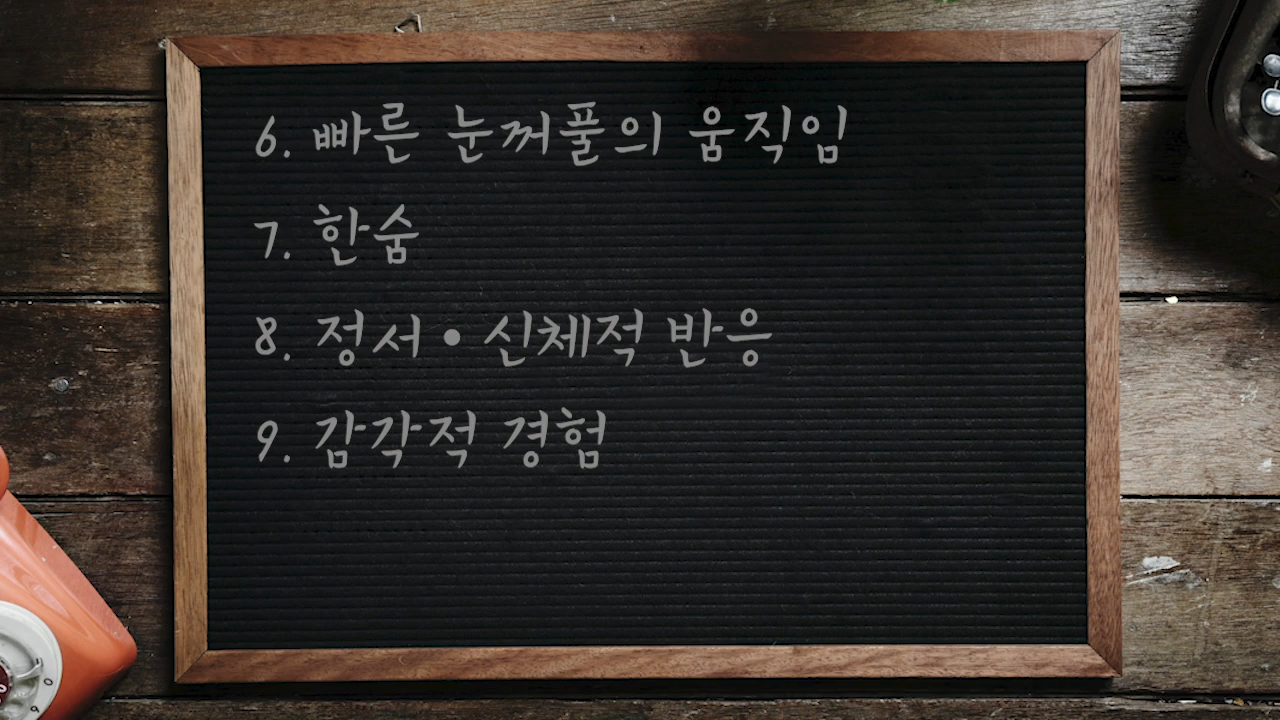 6. 빠른 눈꺼풀의 움직임
7. 한숨
8. 정서•신체적 반응
9. 감각적 경험